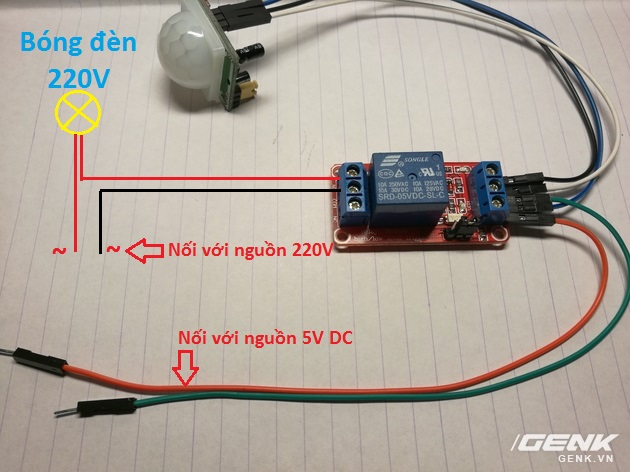 Bóng đèn
220V
SONGLE
10A 250VAC 10A 125VAC
10A 30VDC 10A 28VDC
SRD-05VDC-SL-C
~ ~ Nối với nguồn 220V
Nối với nguồn 5V DC
GENK
GENK.VN